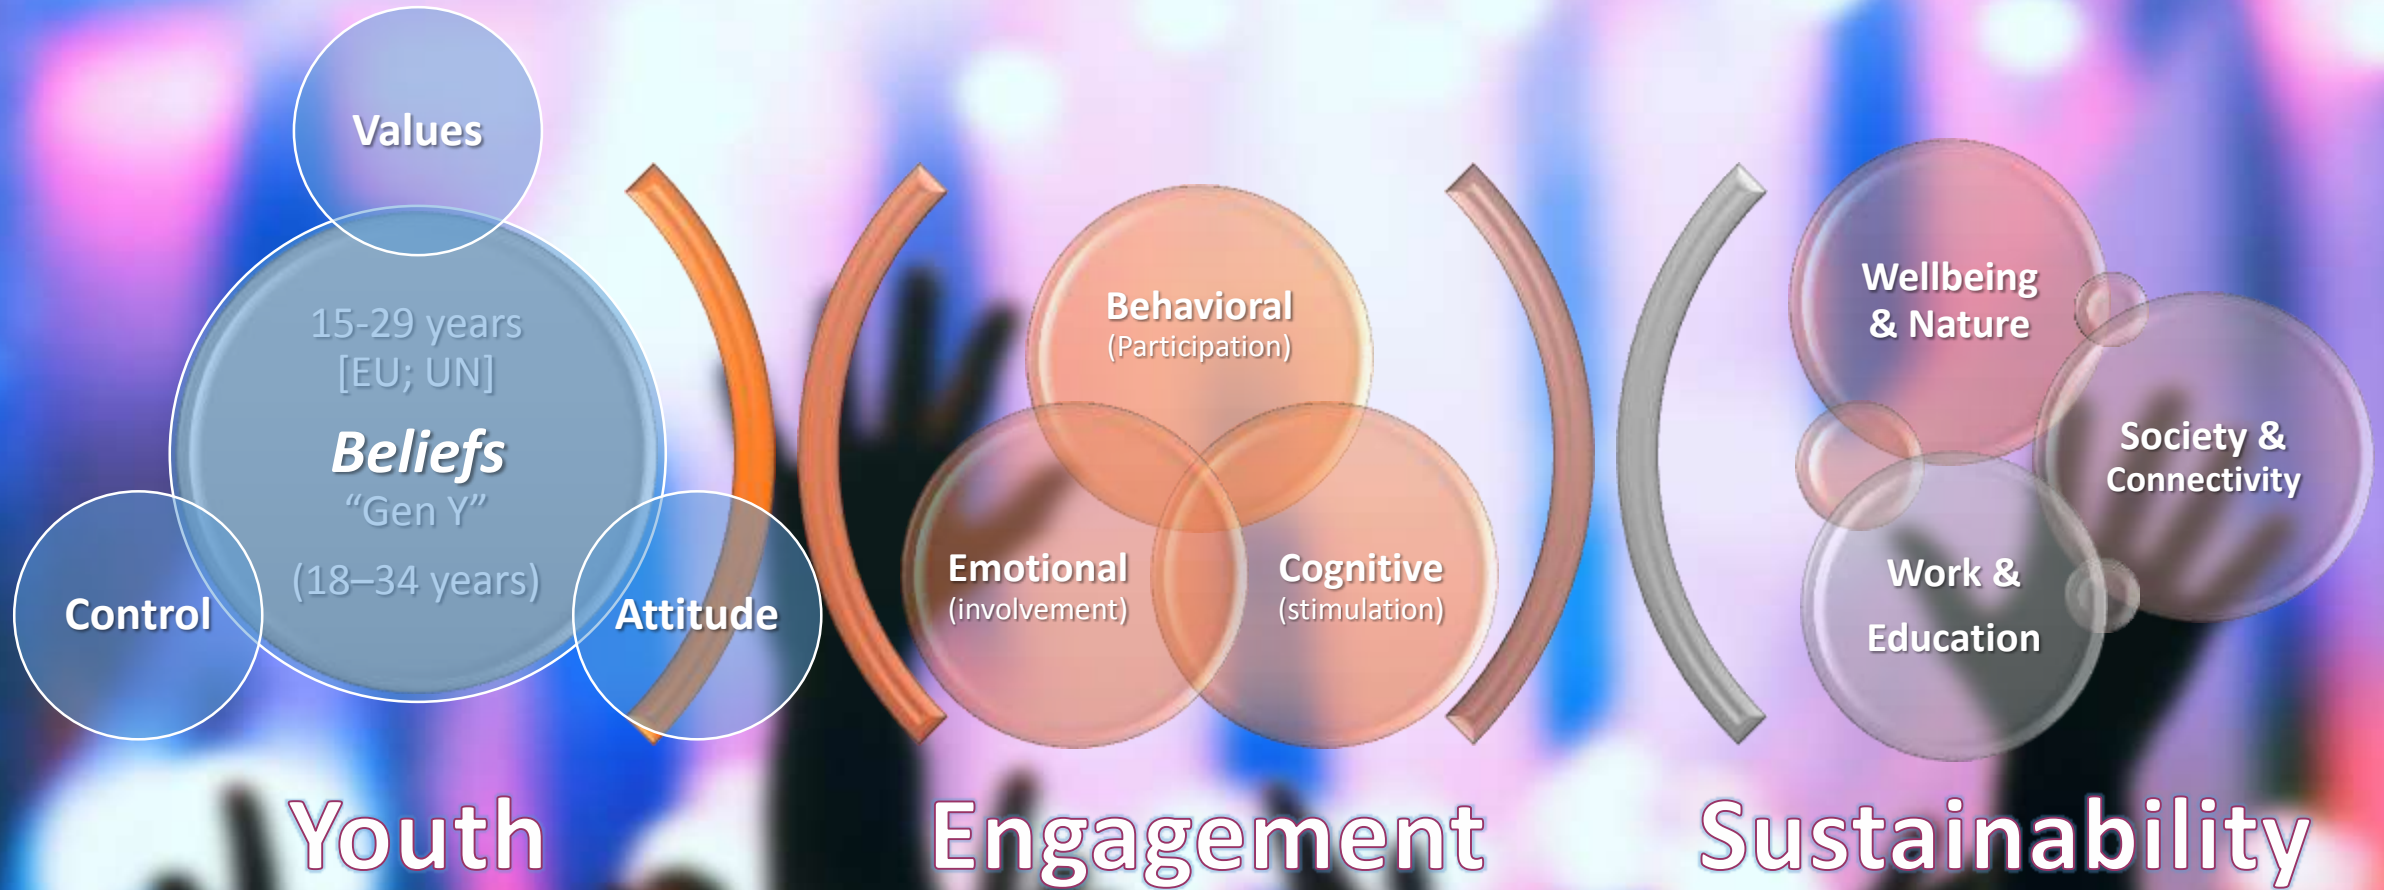 Values
15-29 years
[EU; UN]
Beliefs
“Gen Y”
(18–34 years)
Control
Attitude
Youth
Behavioral
(Participation)
Emotional
(involvement)
Cognitive
(stimulation)
Engagement
Wellbeing
& Nature
Society &
Connectivity
Work &
Education
Sustainability